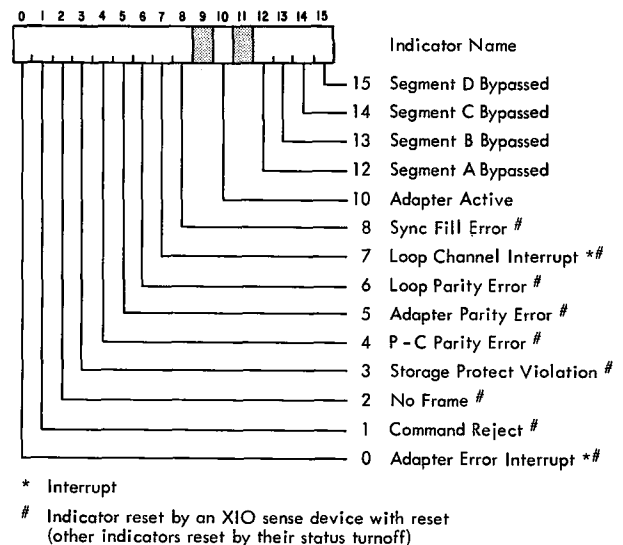 0 1 2 3 4 5 6 7 8 9 10 11 12 13 14 15
Indicator Name
15 Segment D Bypassed
14 Segment C Bypassed
13 Segment B Bypassed
12 Segment A Bypassed
10 Adapter Active
8 Sync Fill Error #
7 Loop Channel Interrupt *#
6 Loop Parity Error #
5 Adapter Parity Error #
4 P - C Parity Error #
3 Storage Protect Violation #
2 No Frame #
1 Command Reject #
0 Adapter Error Interrupt *#
* Interrupt
# Indicator reset by an XIO sense device with reset
(other indicators reset by their status turnoff)